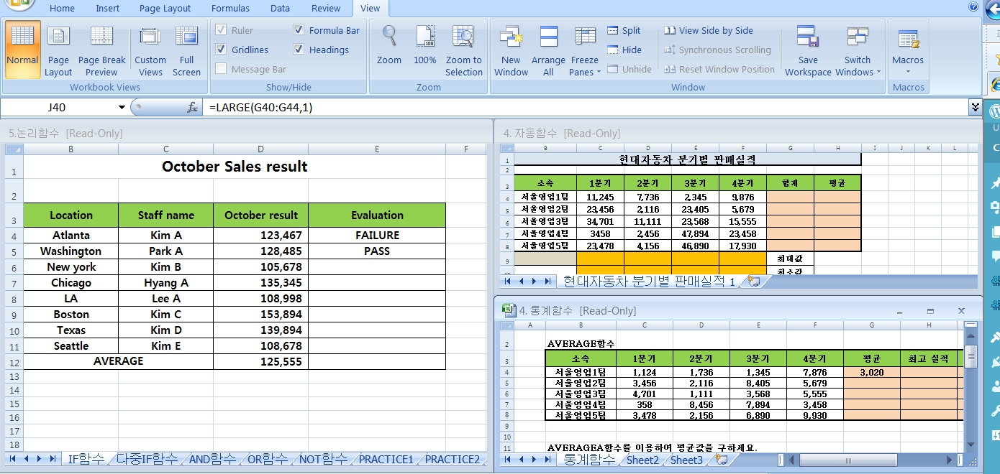 Home Insert Page Layout Formulas Data Review View
Normal Page Layout Page Break Preview Custom Views Full Screen
Workbook Views
Ruler Formula Bar
Gridlines Headings
Message Bar
Show/Hide
Zoom 100% Zoom to Selection
Zoom
New Window Arrange All Freeze Panes
Split View Side by Side
Hide Synchronous Scrolling
Unhide Reset Window Position
Save Workspace Switch Windows
Window
Macros
Macros
J40 fx =LARGE(G40:G44,1)
5.논리함수 [Read-Only]
B C D E F
1 October Sales result
2
3 Location Staff name October result Evaluation
4 Atlanta Kim A 123,467 FAILURE
5 Washington Park A 128,485 PASS
6 New york Kim B 105,678
7 Chicago Hyang A 135,345
8 LA Lee A 108,998
9 Boston Kim C 153,894
10 Texas Kim D 139,894
11 Seattle Kim E 108,678
12 AVERAGE 125,555
13
14
15
16
17
18
IF함수 다중IF함수 AND함수 OR함수 NOT함수 PRACTICE1 PRACTICE2
4. 자동함수 [Read-Only]
B C D E F G H I J K L
1 현대자동차 분기별 판매실적
2
3 소속 1분기 2분기 3분기 4분기 합계 평균
4 서울영업1팀 11,245 7,736 2,345 9,876
5 서울영업2팀 23,456 2,116 23,405 5,679
6 서울영업3팀 34,701 11,111 23,568 15,555
7 서울영업4팀 3458 2,456 47,894 23,458
8 서울영업5팀 23,478 4,156 46,890 17,930
9 최대값
최소값
현대자동차 분기별 판매실적 1
4. 통계함수 [Read-Only]
A B C D E F G H
2 AVERAGE함수
3 소속 1분기 2분기 3분기 4분기 평균 최고 실적
4 서울영업1팀 1,124 1,736 1,345 7,876 3,020
5 서울영업2팀 3,456 2,116 8,405 5,679
6 서울영업3팀 4,701 1,111 3,568 5,555
7 서울영업4팀 358 8,456 7,894 3,458
8 서울영업5팀 3,478 2,156 6,890 9,930
9
10
11 AVERAGEA함수를 이용하여 평균값을 구하세요.
통계함수 Sheet2 Sheet3